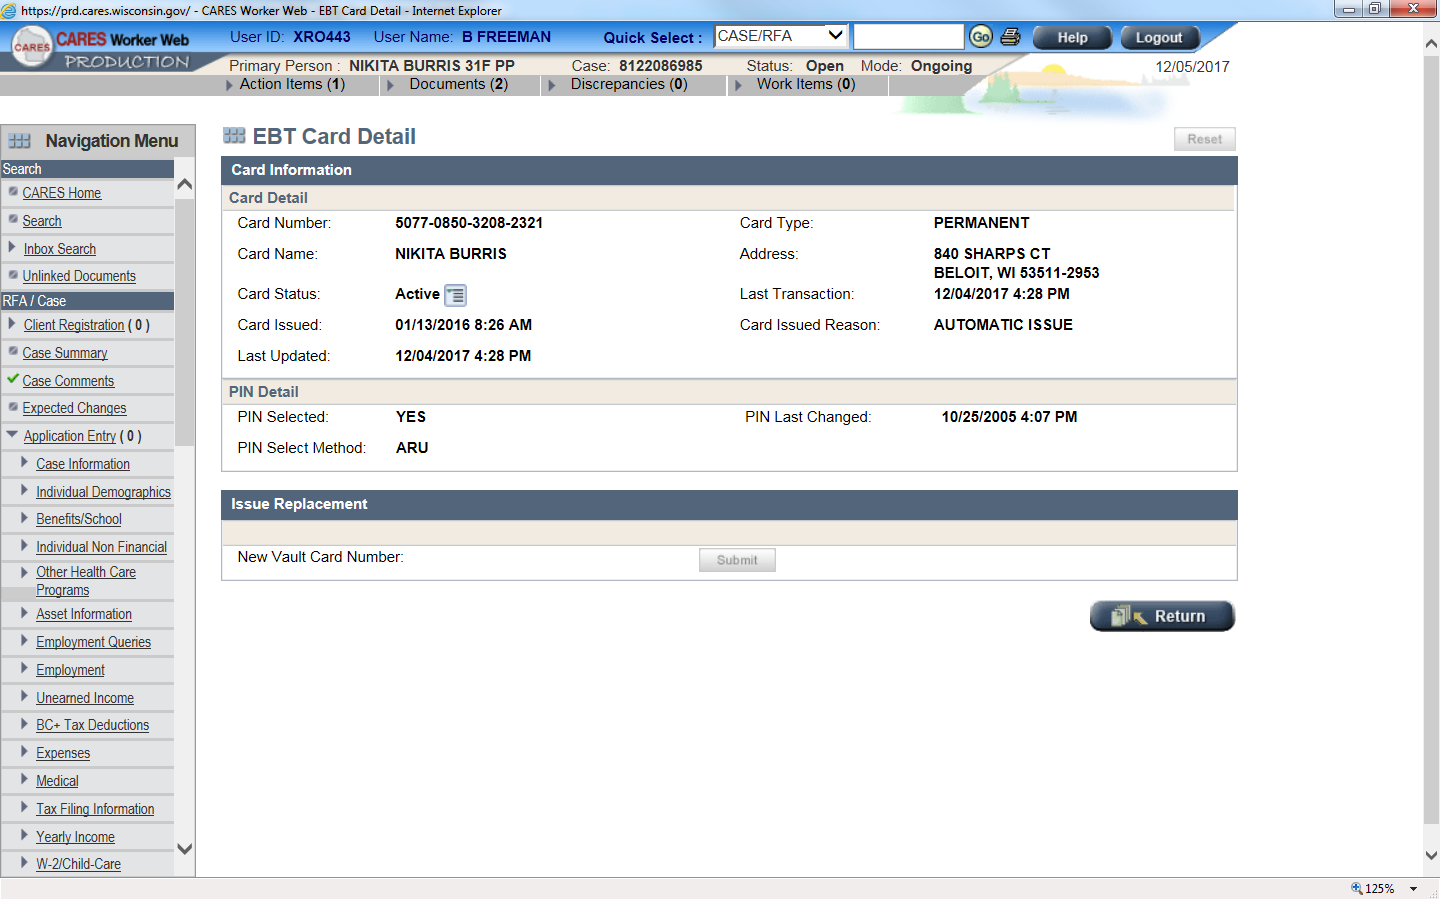 https://prd.cares.wisconsin.gov/ - CARES Worker Web - EBT Card Detail - Internet Explorer
CARES CARES Worker Web PRODUCTION
User ID: XRO443 User Name: B FREEMAN Quick Select : CASE/RFA Go Help Logout
Primary Person : NIKITA BURRIS 31F PP Case: 8122086985 Status: Open Mode: Ongoing 12/05/2017
Action Items (1) Documents (2) Discrepancies (0) Work Items (0)
Navigation Menu
Search
CARES Home
Search
Inbox Search
Unlinked Documents
RFA / Case
Client Registration ( 0 )
Case Summary
Case Comments
Expected Changes
Application Entry ( 0 )
Case Information
Individual Demographics
Benefits/School
Individual Non Financial
Other Health Care
Programs
Asset Information
Employment Queries
Employment
Unearned Income
BC+ Tax Deductions
Expenses
Medical
Tax Filing Information
Yearly Income
W-2/Child-Care
EBT Card Detail
Reset
Card Information
Card Detail
Card Number: 5077-0850-3208-2321 Card Type: PERMANENT
Card Name: NIKITA BURRIS Address: 840 SHARPS CT
BELOIT, WI 53511-2953
Card Status: Active Last Transaction: 12/04/2017 4:28 PM
Card Issued: 01/13/2016 8:26 AM Card Issued Reason: AUTOMATIC ISSUE
Last Updated: 12/04/2017 4:28 PM
PIN Detail
PIN Selected: YES PIN Last Changed: 10/25/2005 4:07 PM
PIN Select Method: ARU
Issue Replacement
New Vault Card Number: Submit
Return
125%